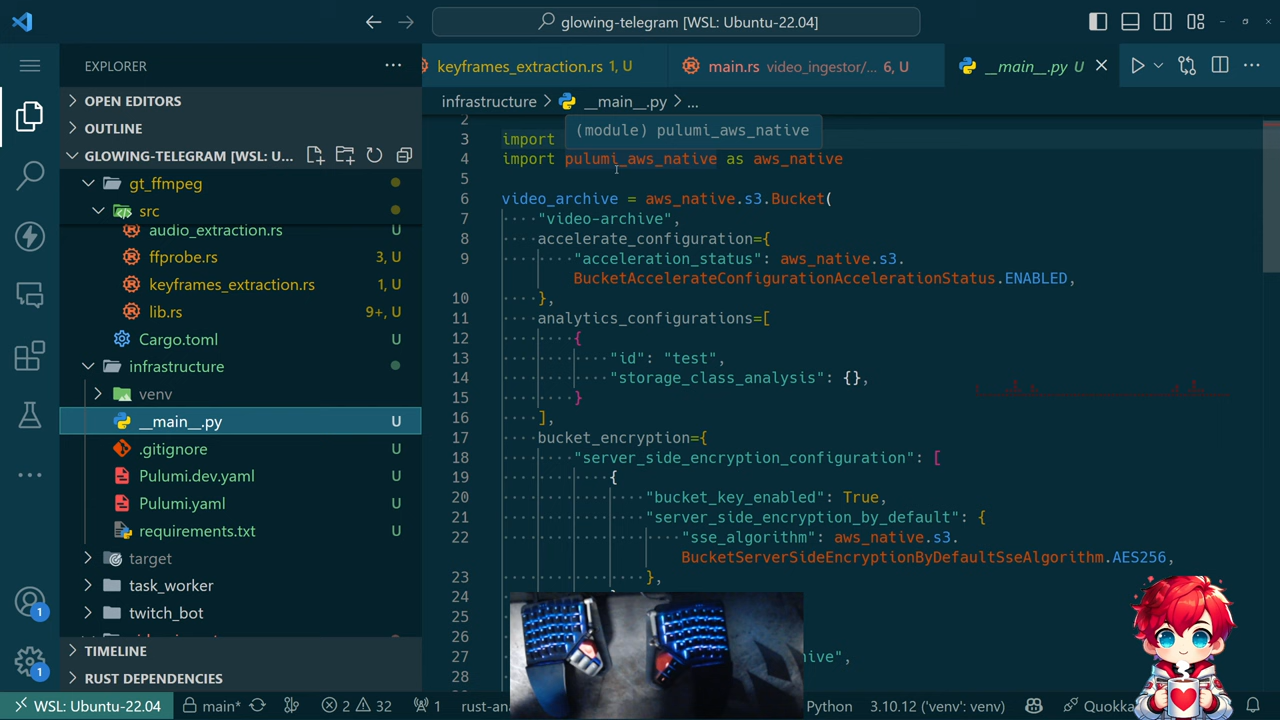 glowing-telegram [WSL: Ubuntu-22.04]
EXPLORER
keyframes_extraction.rs 1, U
main.rs video_ingestor/... 6, U
__main__.py U
OPEN EDITORS
infrastructure > __main__.py > ...
OUTLINE
(module) pulumi_aws_native
GLOWING-TELEGRAM [WSL: U...
gt_ffmpeg
src
audio_extraction.rs U
ffprobe.rs 3, U
keyframes_extraction.rs 1, U
lib.rs 9+, U
Cargo.toml U
infrastructure
venv
__main__.py U
.gitignore U
Pulumi.dev.yaml U
Pulumi.yaml U
requirements.txt U
target
task_worker
twitch_bot
TIMELINE
RUST DEPENDENCIES
2
3 import
4 import pulumi_aws_native as aws_native
5
6 video_archive = aws_native.s3.Bucket(
7 "video-archive",
8 accelerate_configuration={
9 "acceleration_status": aws_native.s3.
BucketAccelerateConfigurationAccelerationStatus.ENABLED,
10 },
11 analytics_configurations=[
12 {
13 "id": "test",
14 "storage_class_analysis": {},
15 }
16 ],
17 bucket_encryption={
18 "server_side_encryption_configuration": [
19 {
20 "bucket_key_enabled": True,
21 "server_side_encryption_by_default": {
22 "sse_algorithm": aws_native.s3.
BucketServerSideEncryptionByDefaultSseAlgorithm.AES256,
23 },
24
25
26
27 ive",
28
1
1
WSL: Ubuntu-22.04 main* 2 32 1 rust-an
Python 3.10.12 ('venv': venv) Quokka